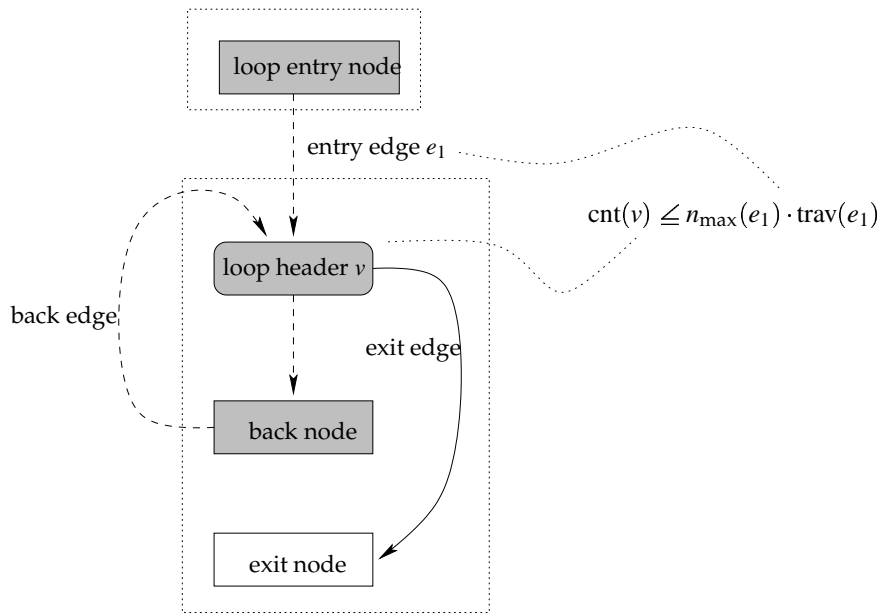 loop entry node
entry edge e₁
cnt(v) ≦ nmax(e₁) · trav(e₁)
loop header v
back edge
exit edge
back node
exit node